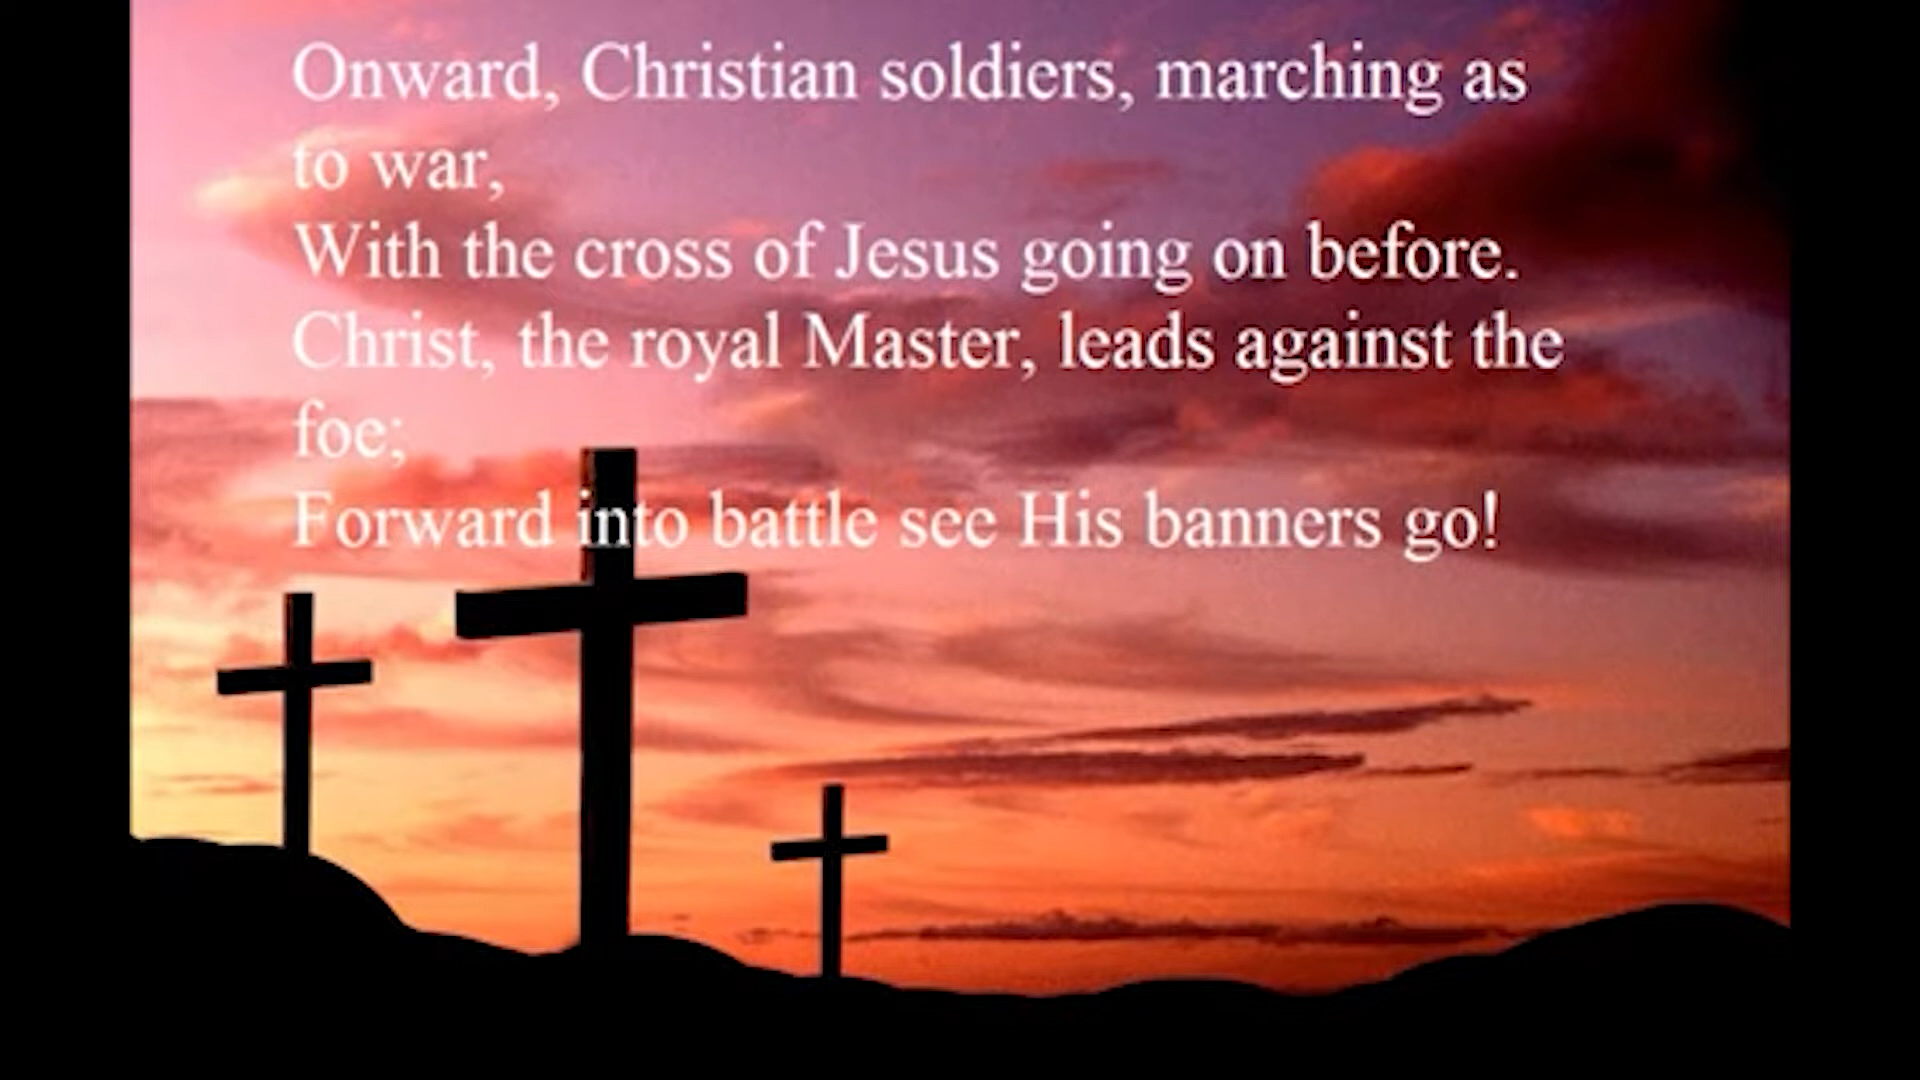 Onward, Christian soldiers, marching as
to war,
With the cross of Jesus going on before.
Christ, the royal Master, leads against the
foe;
Forward into battle see His banners go!